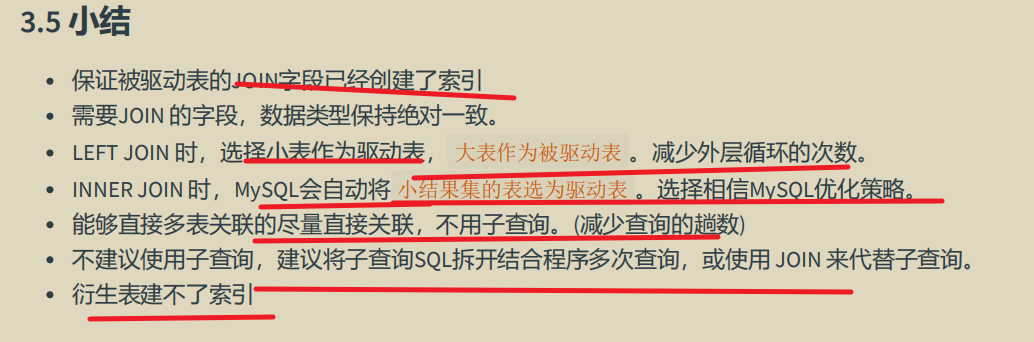 3.5 小结
保证被驱动表的JOIN字段已经创建了索引
需要JOIN 的字段，数据类型保持绝对一致。
LEFT JOIN 时，选择小表作为驱动表， 大表作为被驱动表 。减少外层循环的次数。
INNER JOIN 时，MySQL会自动将 小结果集的表选为驱动表 。选择相信MySQL优化策略。
能够直接多表关联的尽量直接关联，不用子查询。(减少查询的趟数)
不建议使用子查询，建议将子查询SQL拆开结合程序多次查询，或使用 JOIN 来代替子查询。
衍生表建不了索引